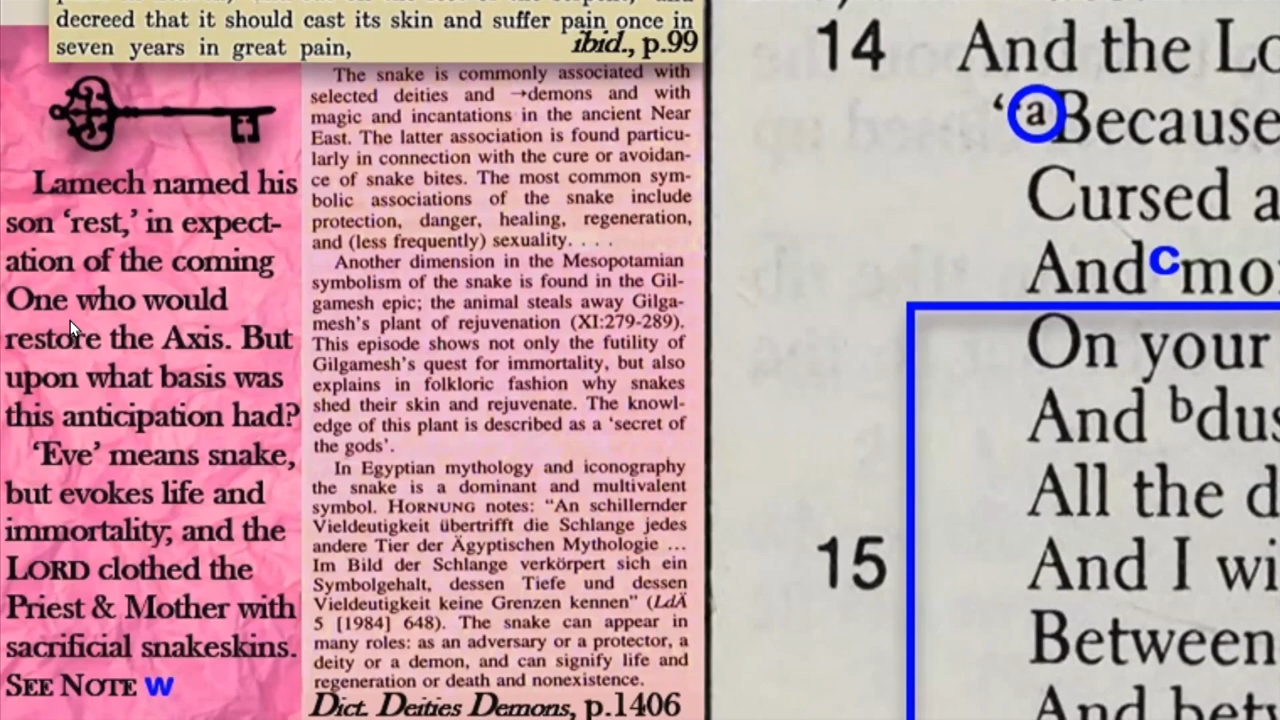 decreed that it should cast its skin and suffer pain once in
seven years in great pain,
ibid., p.99
Lamech named his
son ‘rest,’ in expect-
ation of the coming
One who would
restore the Axis. But
upon what basis was
this anticipation had?
‘Eve’ means snake,
but evokes life and
immortality; and the
LORD clothed the
Priest & Mother with
sacrificial snakeskins.
SEE NOTE w
The snake is commonly associated with
selected deities and →demons and with
magic and incantations in the ancient Near
East. The latter association is found particu-
larly in connection with the cure or avoidan-
ce of snake bites. The most common sym-
bolic associations of the snake include
protection, danger, healing, regeneration,
and (less frequently) sexuality. . . .
Another dimension in the Mesopotamian
symbolism of the snake is found in the Gil-
gamesh epic; the animal steals away Gilga-
mesh's plant of rejuvenation (XI:279-289).
This episode shows not only the futility of
Gilgamesh's quest for immortality, but also
explains in folkloric fashion why snakes
shed their skin and rejuvenate. The knowl-
edge of this plant is described as a ‘secret of
the gods’.
In Egyptian mythology and iconography
the snake is a dominant and multivalent
symbol. HORNUNG notes: “An schillernder
Vieldeutigkeit übertrifft die Schlange jedes
andere Tier der Ägyptischen Mythologie ...
Im Bild der Schlange verkörpert sich ein
Symbolgehalt, dessen Tiefe und dessen
Vieldeutigkeit keine Grenzen kennen” (LdÄ
5 [1984] 648). The snake can appear in
many roles: as an adversary or a protector, a
deity or a demon, and can signify life and
regeneration or death and nonexistence.
Dict. Deities Demons, p.1406
14 And the Lo
‘a Because
Cursed a
And c mo
On your
And b dus
All the d
15 And I wi
Between
And betw